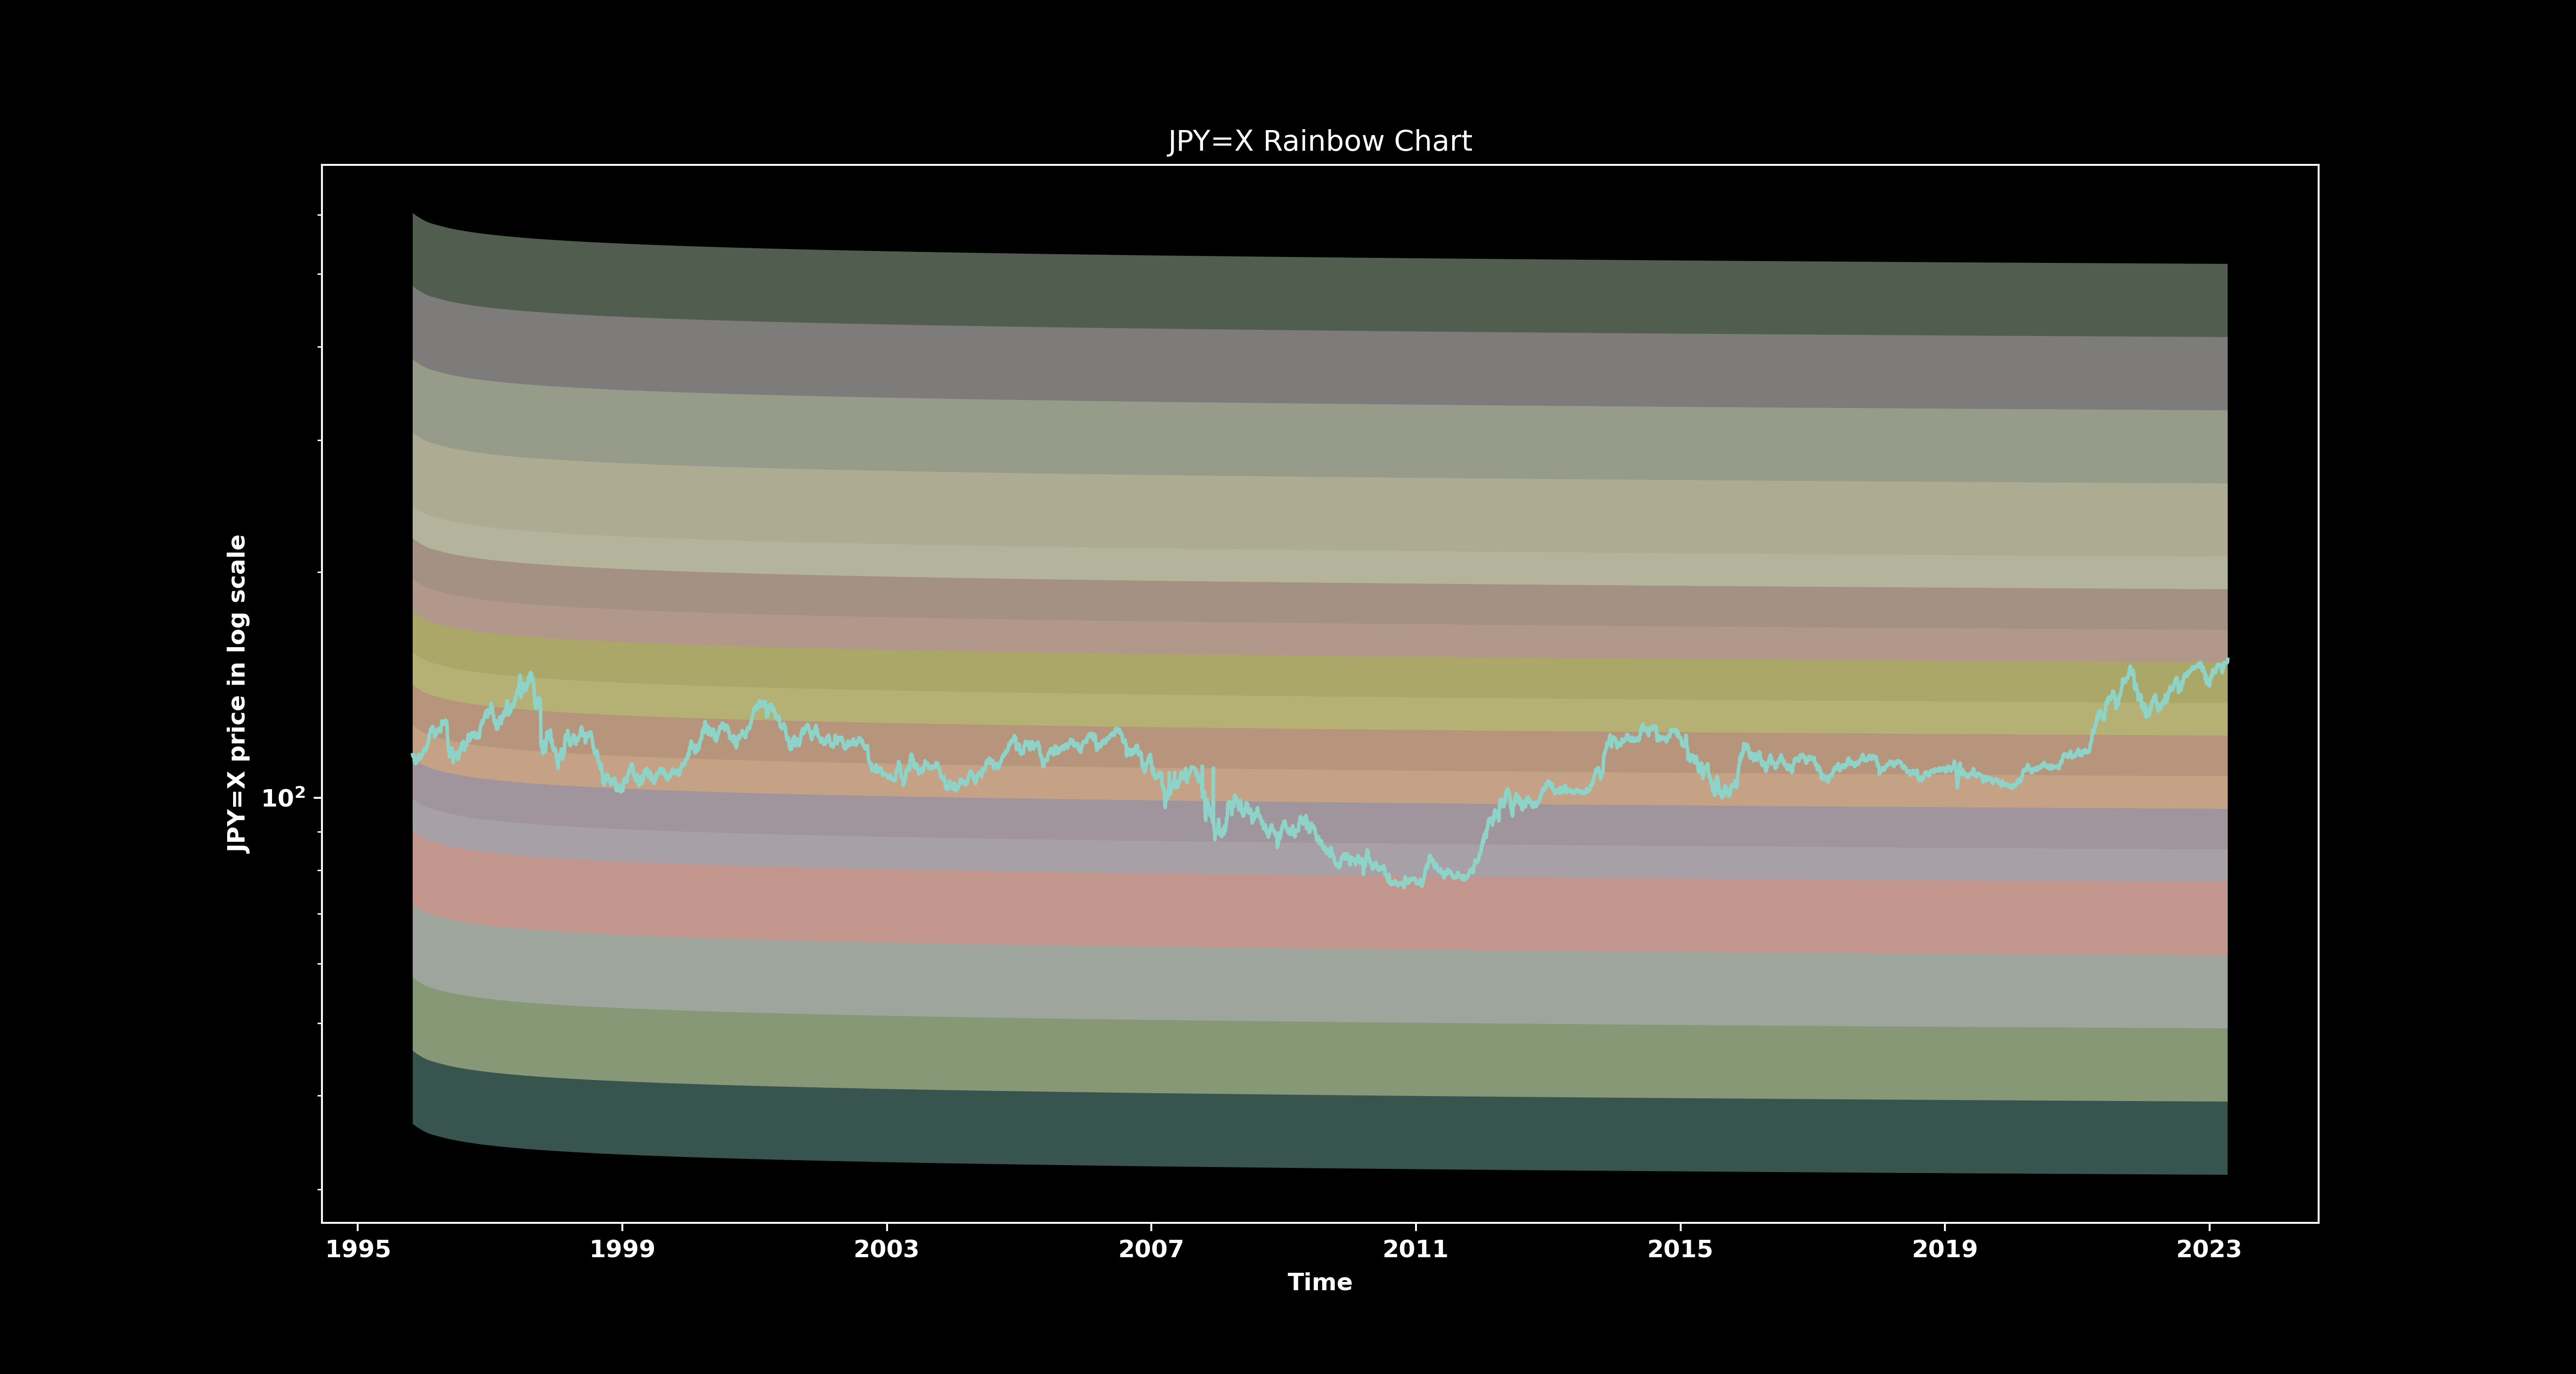 JPY=X Rainbow Chart
JPY=X price in log scale
10²
1995 1999 2003 2007 2011 2015 2019 2023
Time